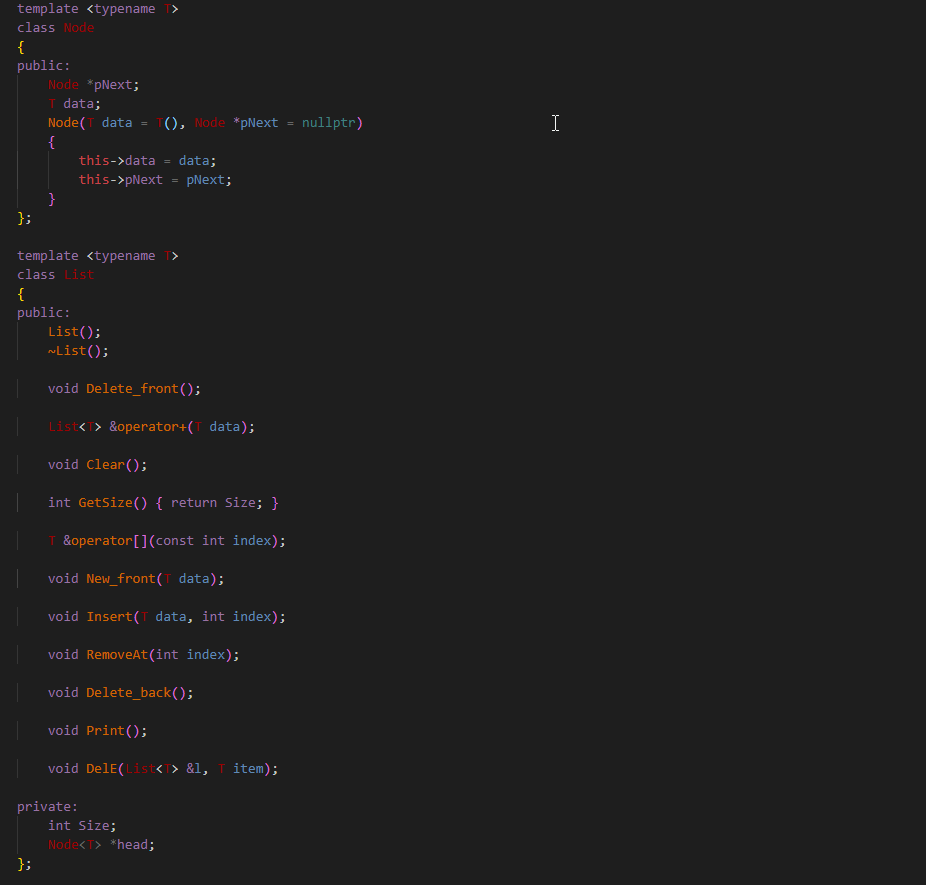 template <typename T>
class Node
{
public:
    Node *pNext;
    T data;
    Node(T data = T(), Node *pNext = nullptr)
    {
        this->data = data;
        this->pNext = pNext;
    }
};

template <typename T>
class List
{
public:
    List();
    ~List();

    void Delete_front();

    List<T> &operator+(T data);

    void Clear();

    int GetSize() { return Size; }

    T &operator[](const int index);

    void New_front(T data);

    void Insert(T data, int index);

    void RemoveAt(int index);

    void Delete_back();

    void Print();

    void DelE(List<T> &l, T item);

private:
    int Size;
    Node<T> *head;
};